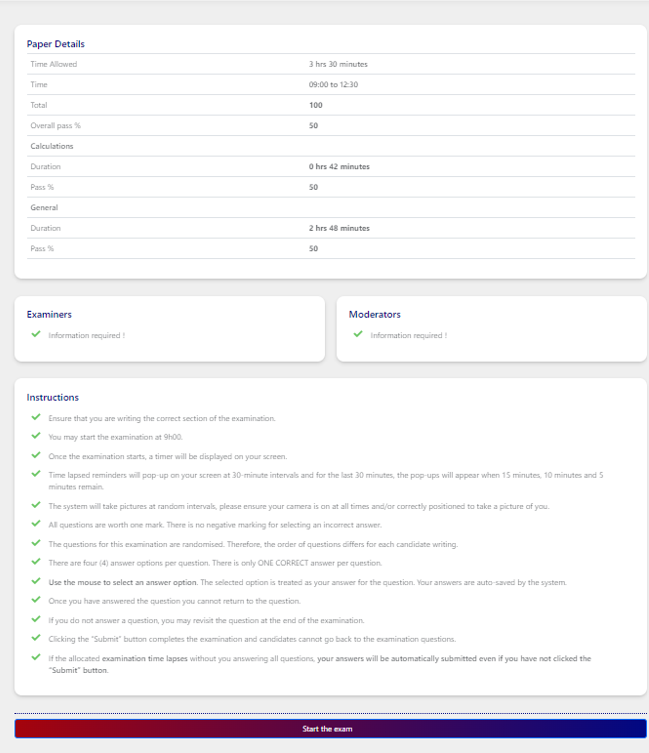 Paper Details
Time Allowed 3 hrs 30 minutes
Time 09:00 to 12:30
Total 100
Overall pass % 50
Calculations
Duration 0 hrs 42 minutes
Pass % 50
General
Duration 2 hrs 48 minutes
Pass % 50
Examiners
Information required !
Moderators
Information required !
Instructions
Ensure that you are writing the correct section of the examination.
You may start the examination at 9h00.
Once the examination starts, a timer will be displayed on your screen.
Time lapsed reminders will pop-up on your screen at 30-minute intervals and for the last 30 minutes, the pop-ups will appear when 15 minutes, 10 minutes and 5
minutes remain.
The system will take pictures at random intervals, please ensure your camera is on at all times and/or correctly positioned to take a picture of you.
All questions are worth one mark. There is no negative marking for selecting an incorrect answer.
The questions for this examination are randomised. Therefore, the order of questions differs for each candidate writing.
There are four (4) answer options per question. There is only ONE CORRECT answer per question.
Use the mouse to select an answer option. The selected option is treated as your answer for the question. Your answers are auto-saved by the system.
Once you have answered the question you cannot return to the question.
If you do not answer a question, you may revisit the question at the end of the examination.
Clicking the "Submit" button completes the examination and candidates cannot go back to the examination questions.
If the allocated examination time lapses without you answering all questions, your answers will be automatically submitted even if you have not clicked the
"Submit" button.
Start the exam